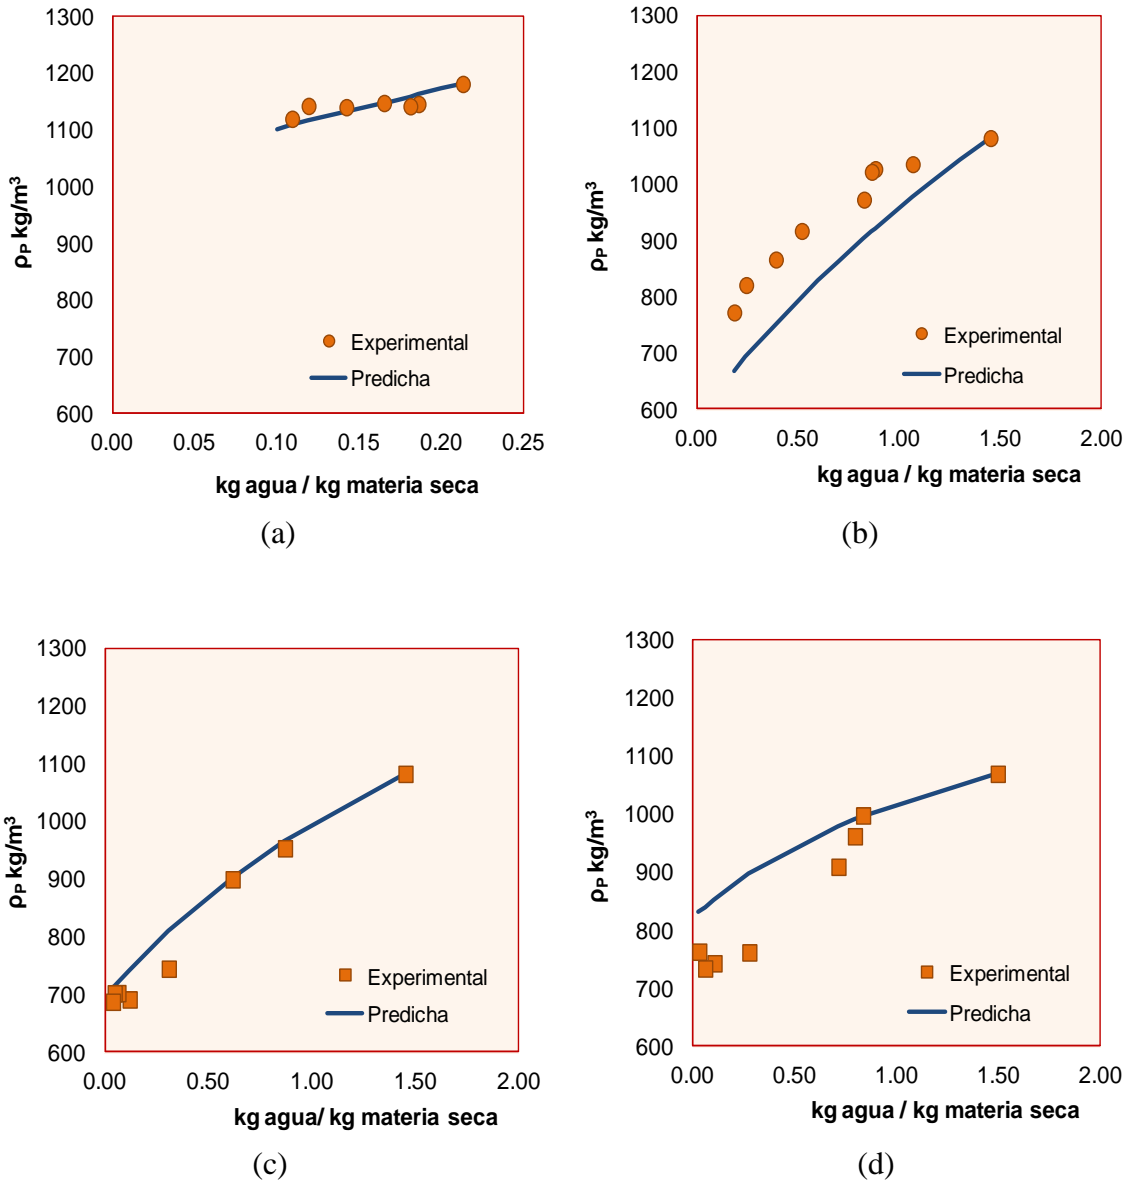 1300
1200
1100
1000
900
800
700
600
ρP kg/m³
Experimental
Predicha
0.00 0.05 0.10 0.15 0.20 0.25
kg agua / kg materia seca
(a)
1300
1200
1100
1000
900
800
700
600
ρP kg/m³
Experimental
Predicha
0.00 0.50 1.00 1.50 2.00
kg agua / kg materia seca
(b)
1300
1200
1100
1000
900
800
700
600
ρP kg/m³
Experimental
Predicha
0.00 0.50 1.00 1.50 2.00
kg agua/ kg materia seca
(c)
1300
1200
1100
1000
900
800
700
600
ρP kg/m³
Experimental
Predicha
0.00 0.50 1.00 1.50 2.00
kg agua / kg materia seca
(d)